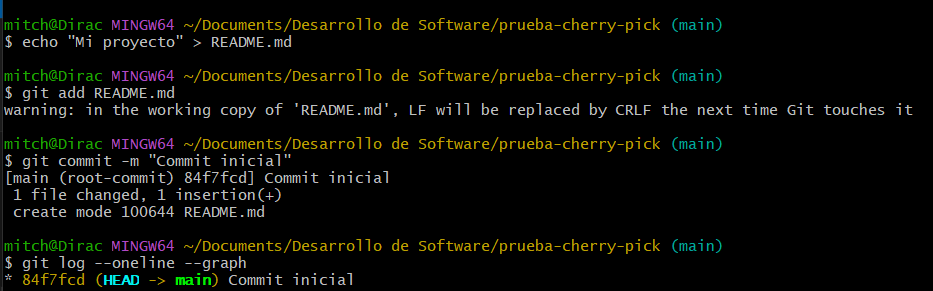 mitch@Dirac MINGW64 ~/Documents/Desarrollo de Software/prueba-cherry-pick (main)
$ echo "Mi proyecto" > README.md
mitch@Dirac MINGW64 ~/Documents/Desarrollo de Software/prueba-cherry-pick (main)
$ git add README.md
warning: in the working copy of 'README.md', LF will be replaced by CRLF the next time Git touches it
mitch@Dirac MINGW64 ~/Documents/Desarrollo de Software/prueba-cherry-pick (main)
$ git commit -m "Commit inicial"
[main (root-commit) 84f7fcd] Commit inicial
 1 file changed, 1 insertion(+)
 create mode 100644 README.md
mitch@Dirac MINGW64 ~/Documents/Desarrollo de Software/prueba-cherry-pick (main)
$ git log --oneline --graph
* 84f7fcd (HEAD -> main) Commit inicial